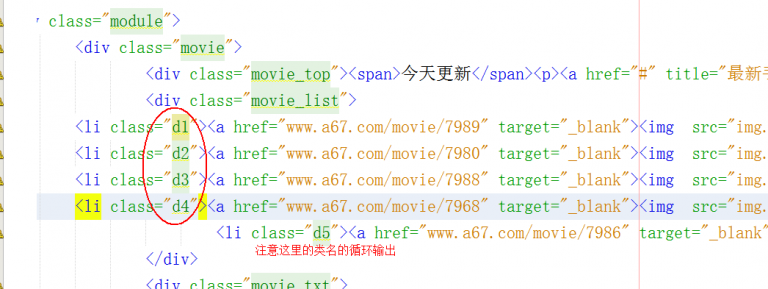 class="module">
<div class="movie">
<div class="movie_top"><span>今天更新</span><p><a href="#" title="最新
<div class="movie_list">
<li class="d1"><a href="www.a67.com/movie/7989" target="_blank"><img src="img.
<li class="d2"><a href="www.a67.com/movie/7980" target="_blank"><img src="img.
<li class="d3"><a href="www.a67.com/movie/7988" target="_blank"><img src="img.
<li class="d4"><a href="www.a67.com/movie/7968" target="_blank"><img src="img.
<li class="d5"><a href="www.a67.com/movie/7986" target="_blank"
注意这里的类名的循环输出
</div>
<div class="movie_txt">